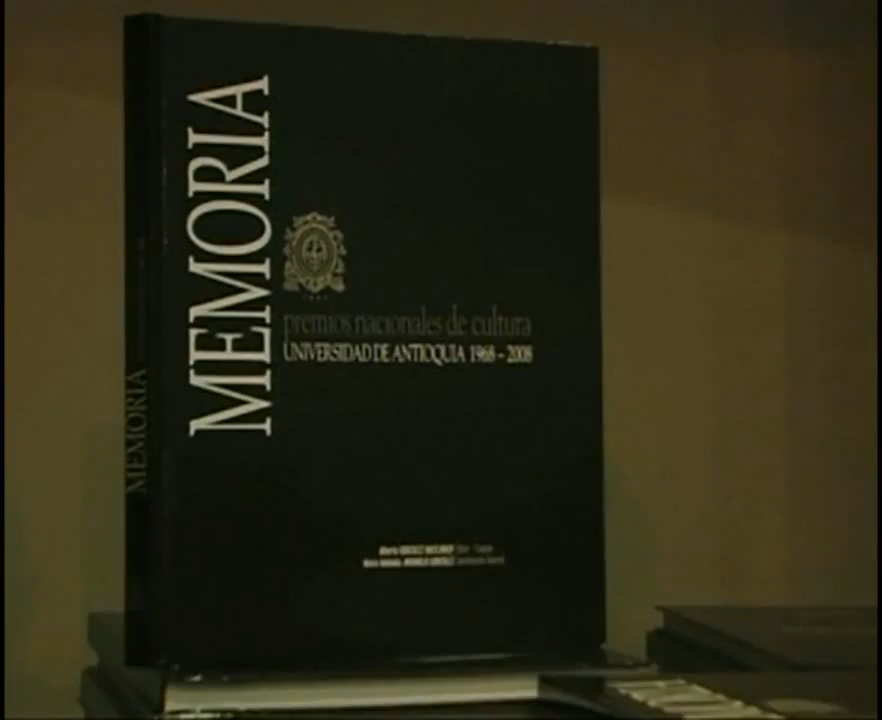 MEMORIA
premios nacionales de cultura
UNIVERSIDAD DE ANTIOQUIA 1968 - 2008
MEMORIA